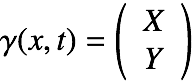 γ(x, t) = ( X
Y )